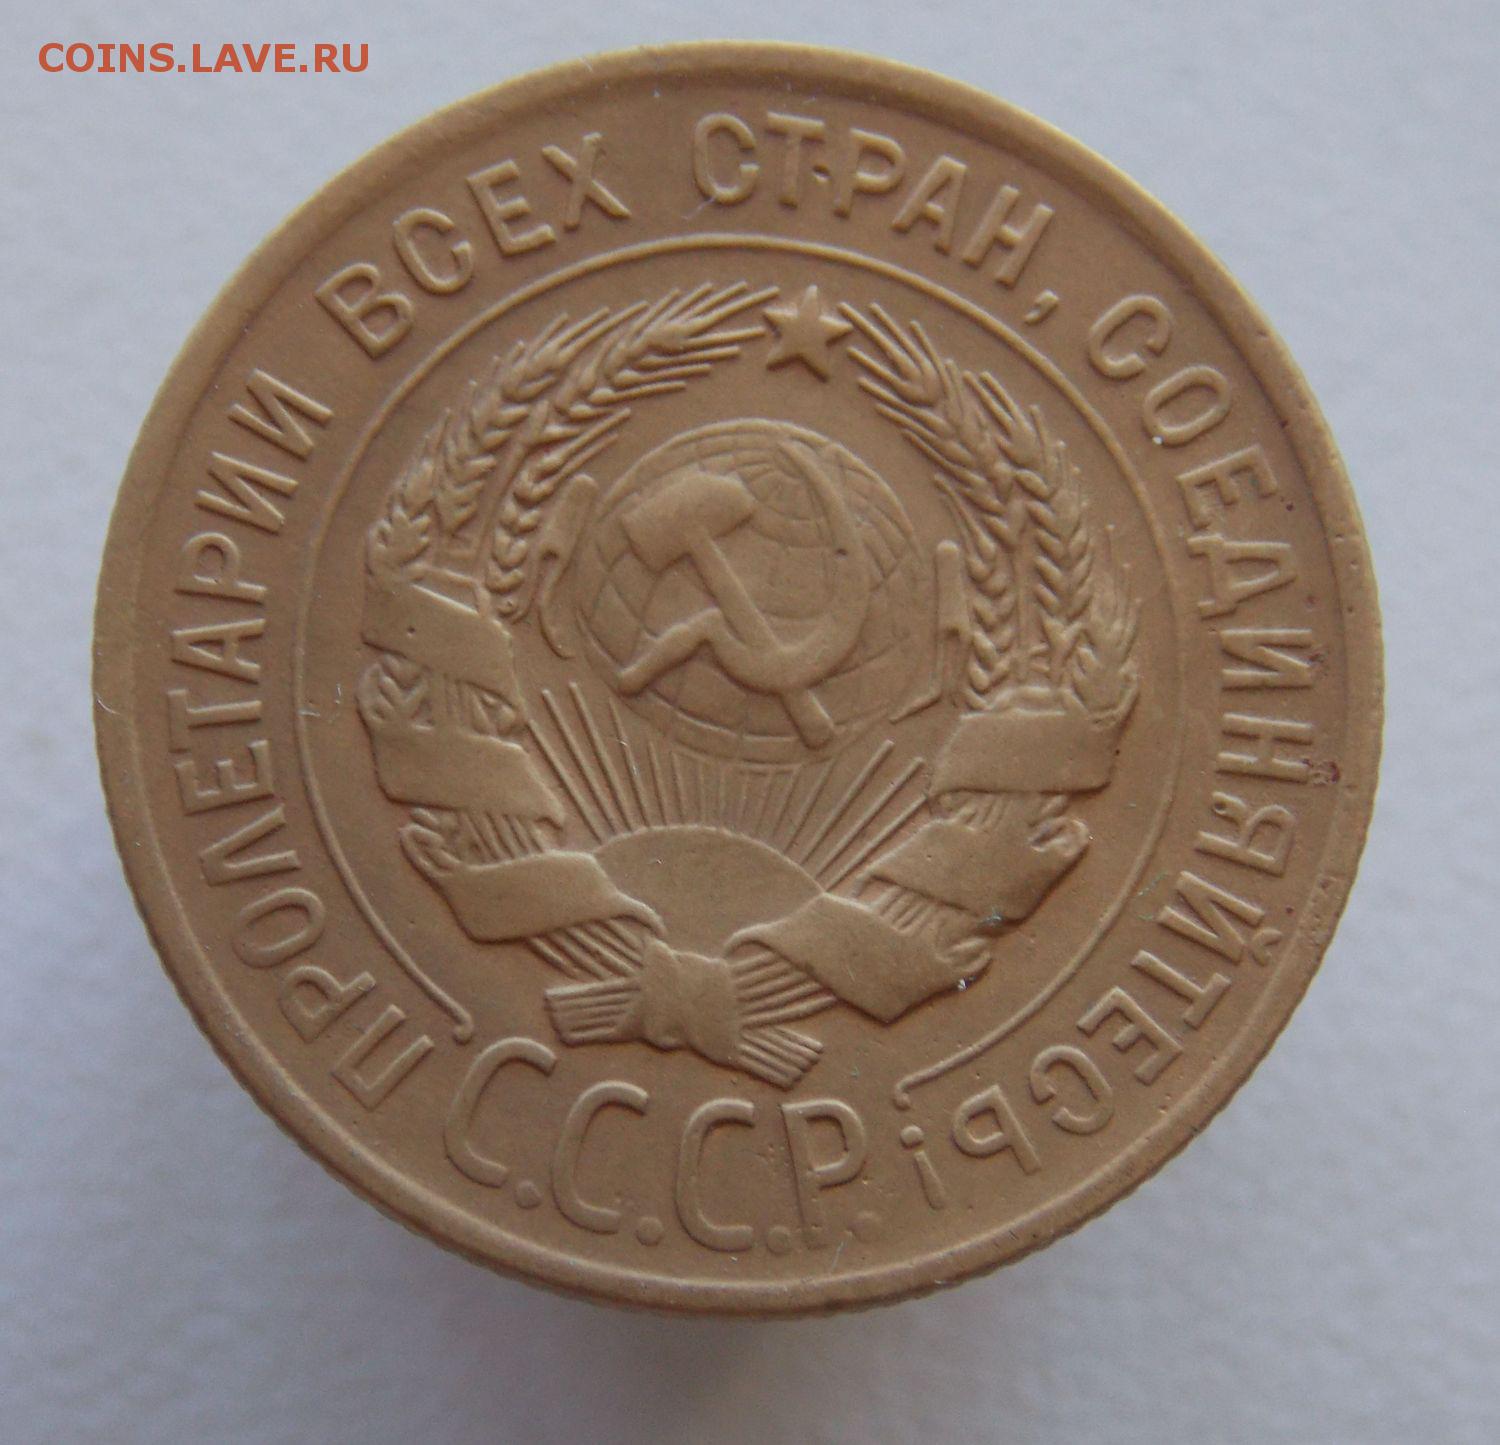 COINS.LAVE.RU
ПРОЛЕТАРИИ ВСЕХ СТРАН, СОЕДИНЯЙТЕСЬ!
С.С.С.Р.